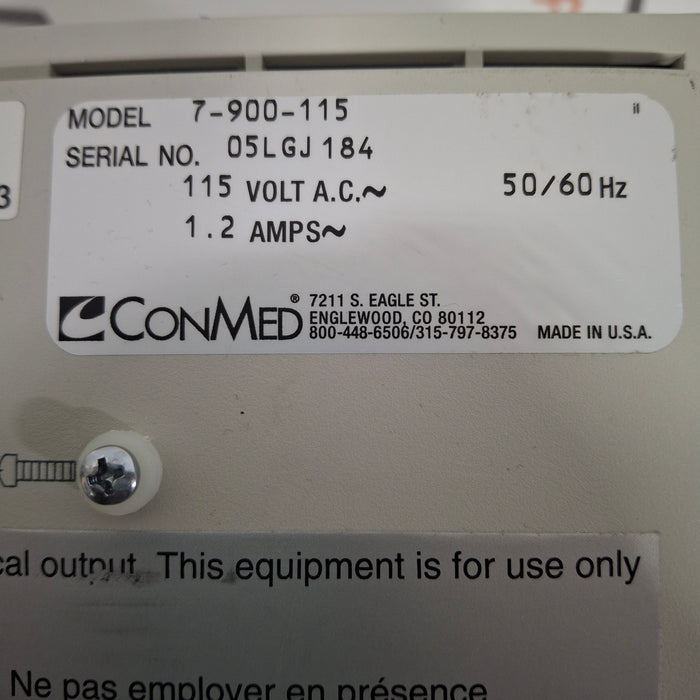 MODEL 7-900-115
SERIAL NO. 05LGJ184
115 VOLT A.C.~ 50/60 Hz
1.2 AMPS~
CONMED® 7211 S. EAGLE ST.
ENGLEWOOD, CO 80112
800-448-6506/315-797-8375 MADE IN U.S.A.
3
cal output. This equipment is for use only
Ne pas employer en présence